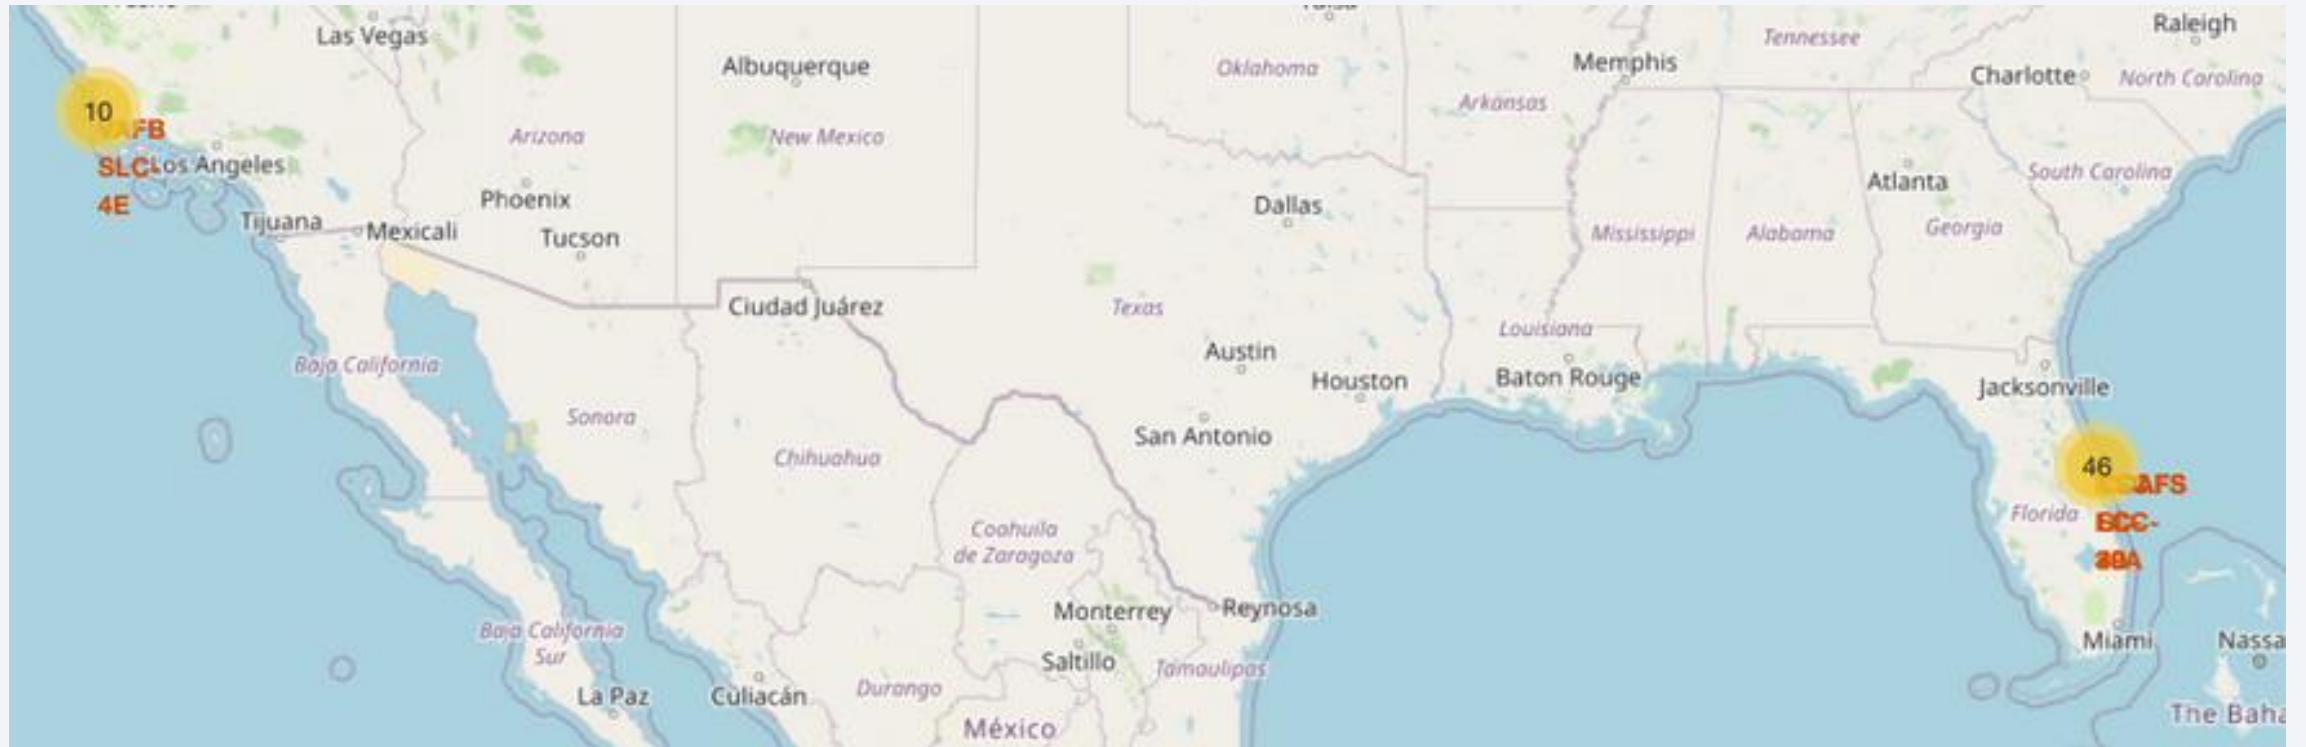 Las Vegas
Albuquerque
Oklahoma
Memphis
Tennessee
Raleigh
Charlotte
North Carolina
10
AFB
SLC-
4E
Los Angeles
Arizona
New Mexico
Arkansas
Phoenix
Dallas
Atlanta
South Carolina
Tijuana
Mexicali
Tucson
Mississippi
Alabama
Georgia
Ciudad Juárez
Texas
Louisiana
Baja California
Austin
Houston
Baton Rouge
Jacksonville
Sonora
Chihuahua
San Antonio
46
AFS
Florida
Coahuila
de Zaragoza
Monterrey
Reynosa
Baja California
Sur
Saltillo
Tamaulipas
Miami
Nassa
La Paz
Culiacán
Durango
México
The Baha